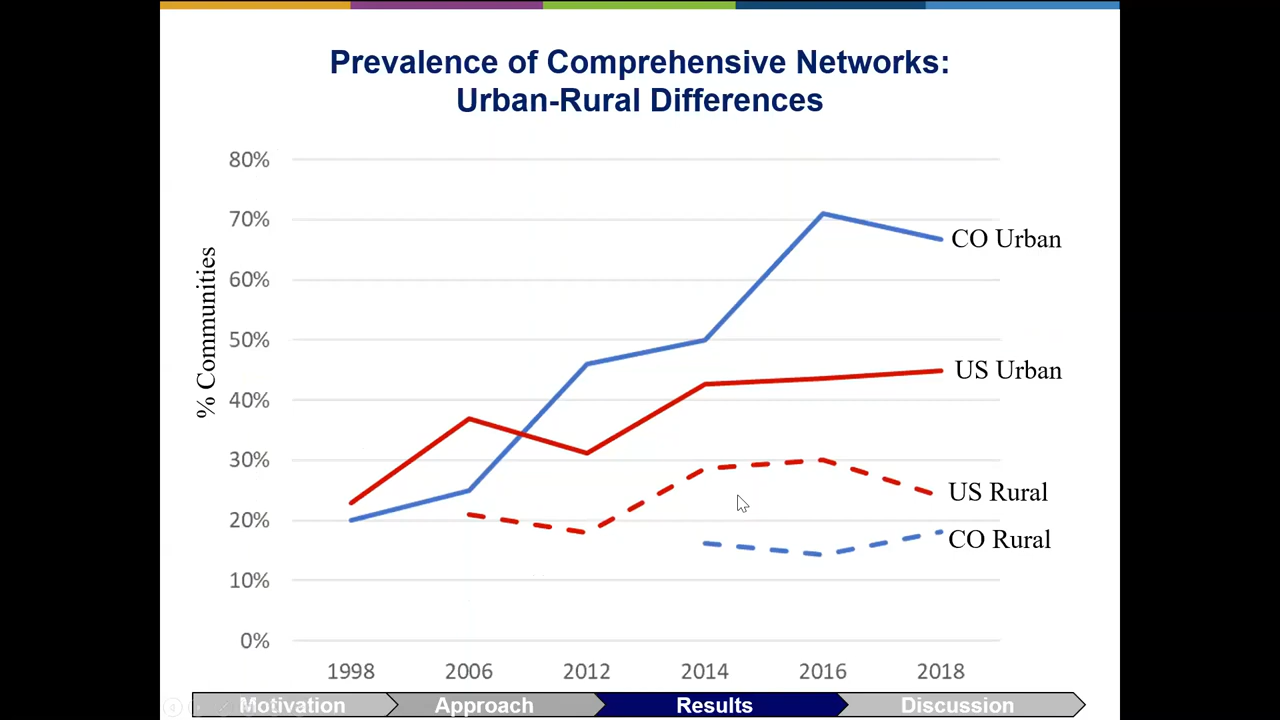 Prevalence of Comprehensive Networks:
Urban-Rural Differences
80%
70%
60%
50%
40%
30%
20%
10%
0%
% Communities
CO Urban
US Urban
US Rural
CO Rural
1998 2006 2012 2014 2016 2018
Motivation Approach Results Discussion